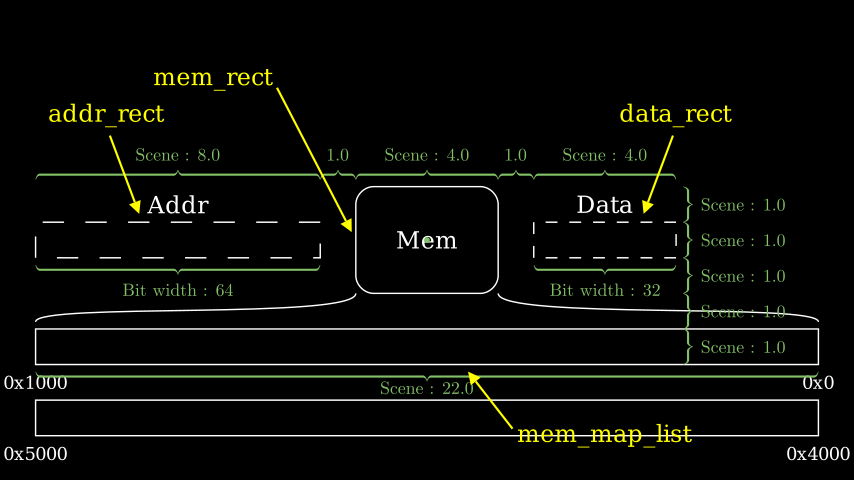 mem_rect
addr_rect
data_rect
Scene : 8.0
1.0
Scene : 4.0
1.0
Scene : 4.0
Addr
Data
Scene : 1.0
Mem
Scene : 1.0
Scene : 1.0
Bit width : 64
Bit width : 32
Scene : 1.0
Scene : 1.0
0x1000
0x0
Scene : 22.0
mem_map_list
0x5000
0x4000